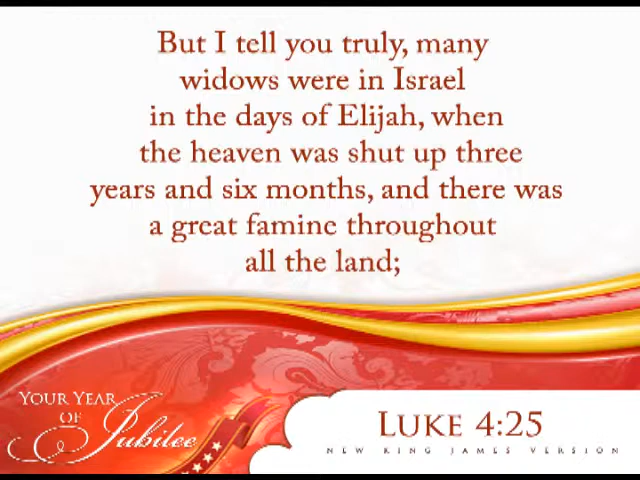 But I tell you truly, many
widows were in Israel
in the days of Elijah, when
the heaven was shut up three
years and six months, and there was
a great famine throughout
all the land;
YOUR YEAR
OF
Jubilee
LUKE 4:25
NEW KING JAMES VERSION